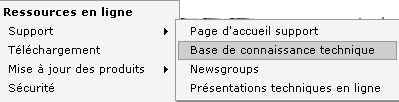 Ressources en ligne
Support
Téléchargement
Mise à jour des produits
Sécurité
Page d'accueil support
Base de connaissance technique
Newsgroups
Présentations techniques en ligne